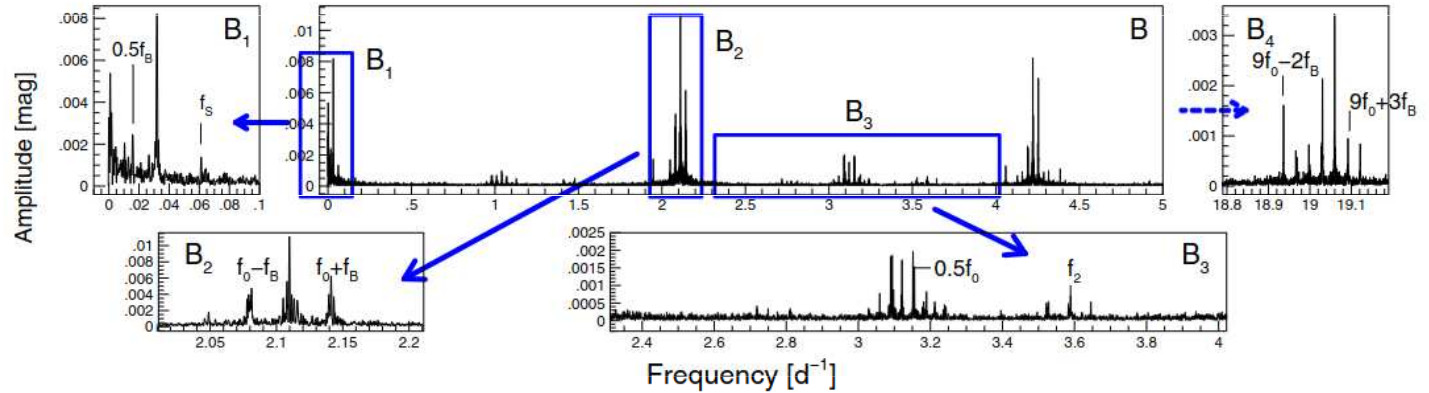 Amplitude [mag]
.008
.006
.004
.002
0
B1
0.5fB
fS
0 .02 .04 .06 .08 .1
.01
.008
.006
.004
.002
0
B1
B2
B3
B
0 .5 1 1.5 2 2.5 3 3.5 4 4.5 5
.003
.002
.001
0
B4
9f0−2fB
9f0+3fB
18.8 18.9 19 19.1
.01
.008
.006
.004
.002
0
B2
f0−fB
f0+fB
2.05 2.1 2.15 2.2
.0025
.002
.0015
.001
.0005
0
B3
0.5f0
f2
2.4 2.6 2.8 3 3.2 3.4 3.6 3.8 4
Frequency [d⁻¹]